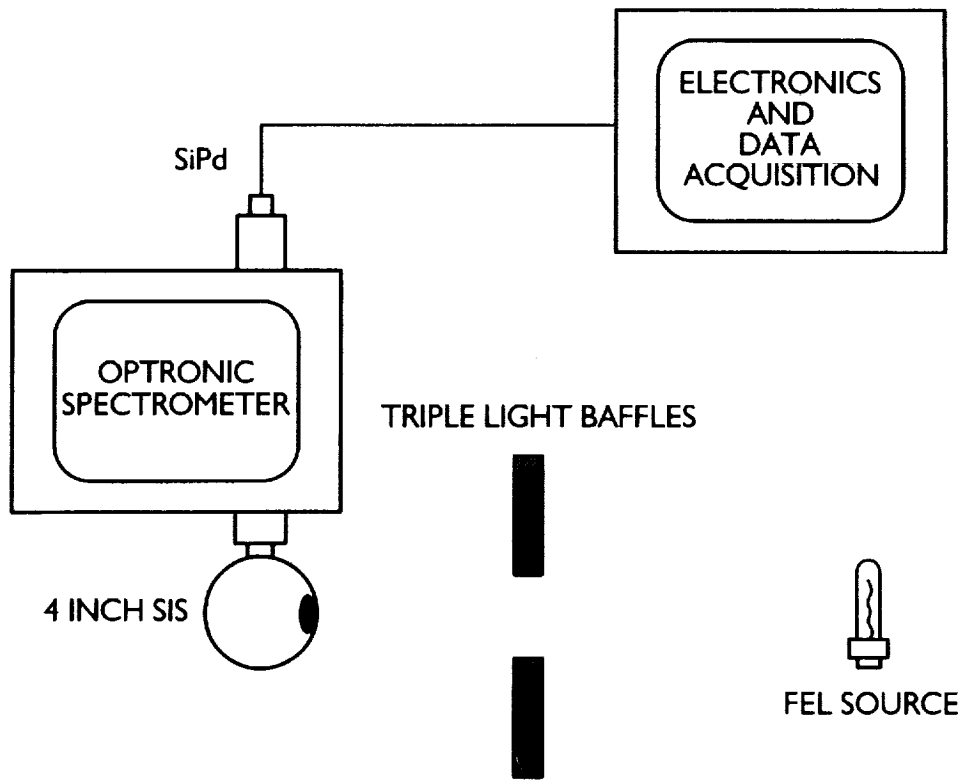 ELECTRONICS
AND
DATA
ACQUISITION
SiPd
OPTRONIC
SPECTROMETER
TRIPLE LIGHT BAFFLES
4 INCH SIS
FEL SOURCE